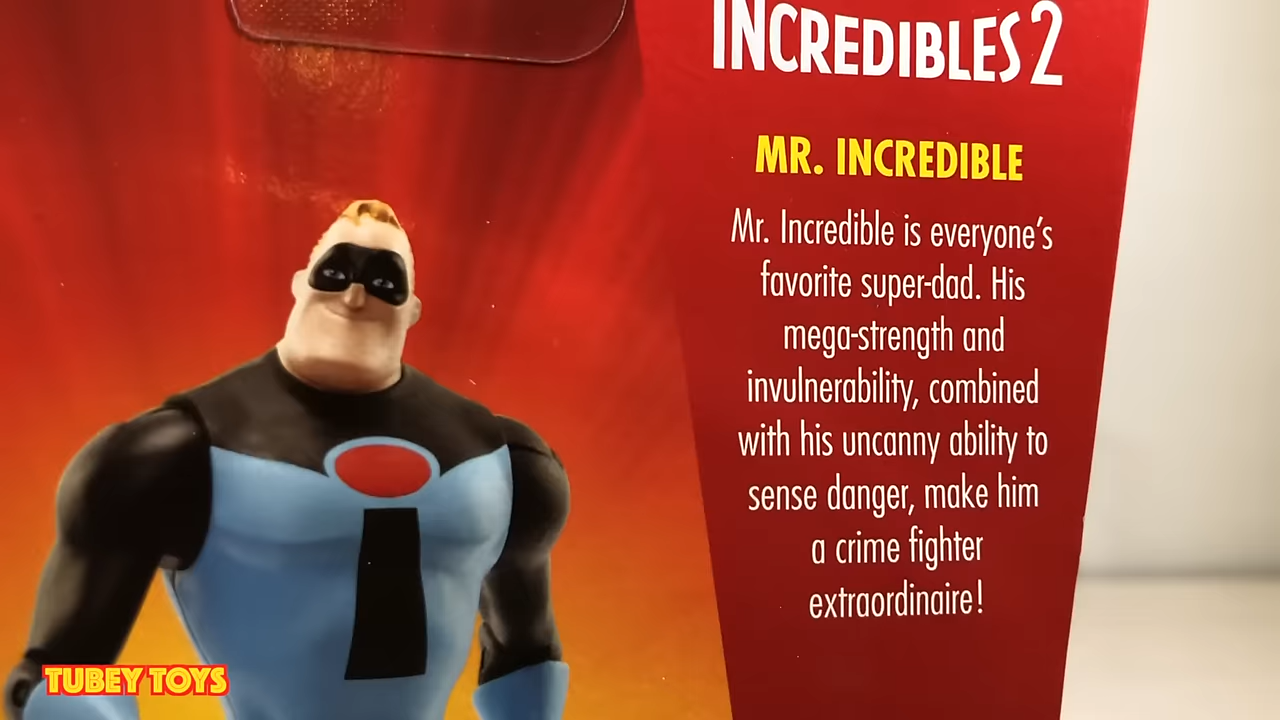 INCREDIBLES 2
MR. INCREDIBLE
Mr. Incredible is everyone's
favorite super-dad. His
mega-strength and
invulnerability, combined
with his uncanny ability to
sense danger, make him
a crime fighter
extraordinaire!
TUBEY TOYS